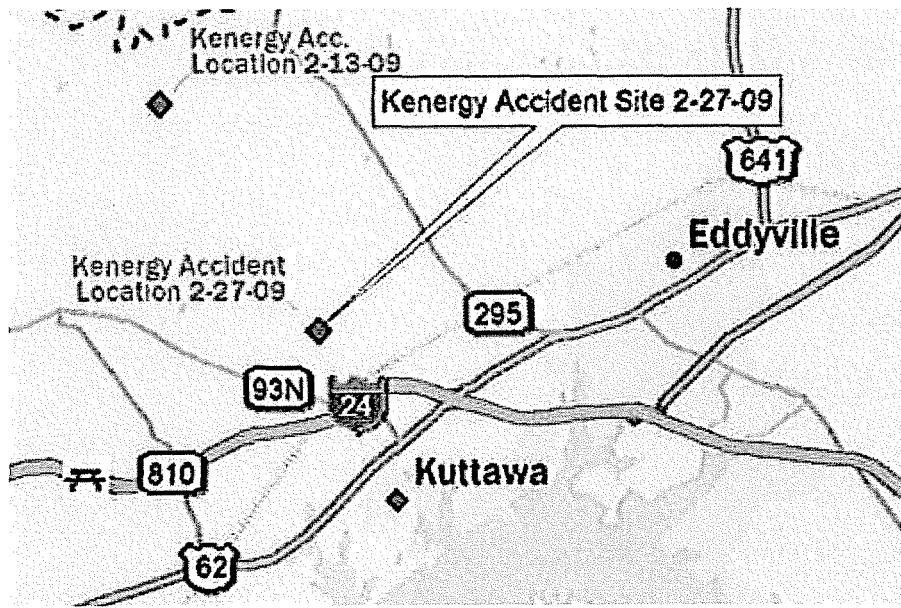 Kenergy Acc.
Location 2-13-09
Kenergy Accident Site 2-27-09
641
Eddyville
Kenergy Accident
Location 2-27-09
295
93N
24
810
Kuttawa
62